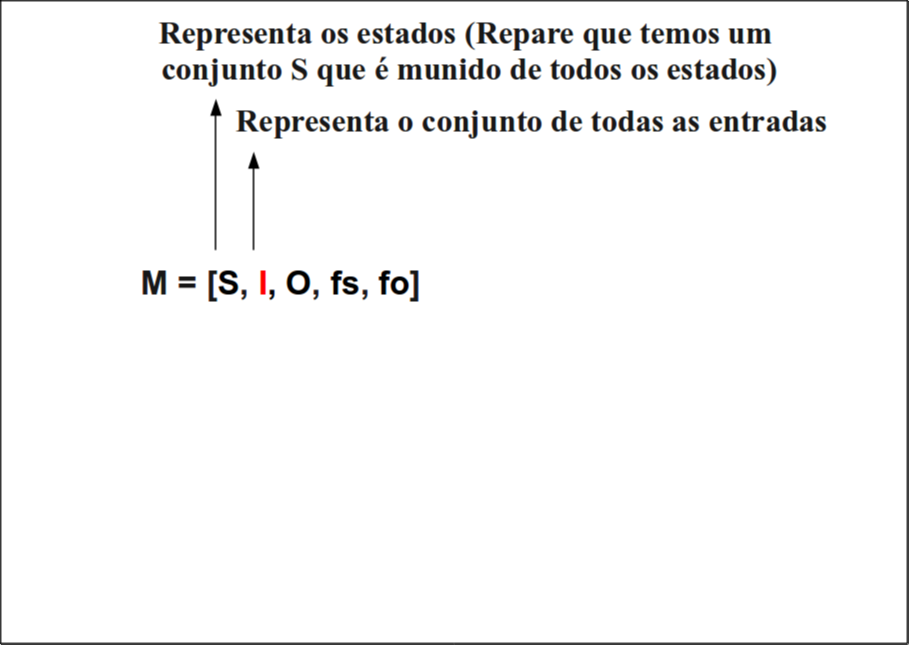 Representa os estados (Repare que temos um
conjunto S que é munido de todos os estados)
Representa o conjunto de todas as entradas
M = [S, I, O, fs, fo]